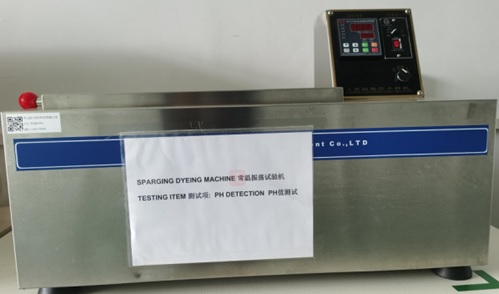 ent Co.,LTD
SPARGING DYEING MACHINE 常温振荡试验机
TESTING ITEM 测试项: PH DETECTION PH值测试